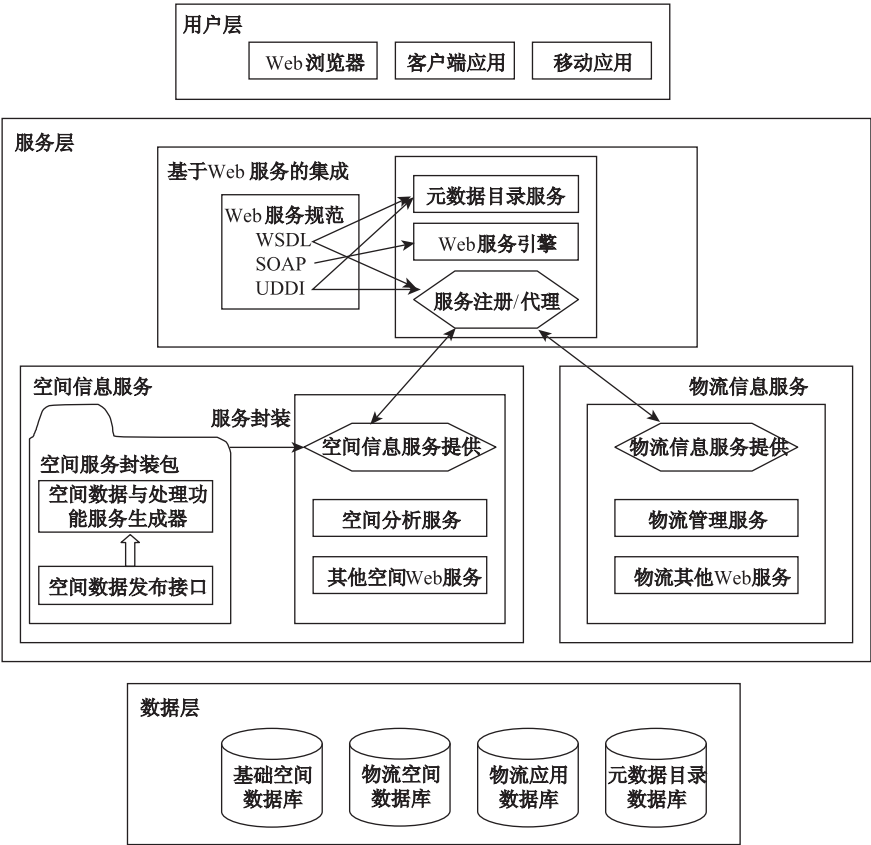 用户层
Web浏览器
客户端应用
移动应用
服务层
基于Web 服务的集成
Web服务规范
WSDL
SOAP
UDDI
元数据目录服务
Web服务引擎
服务注册/代理
空间信息服务
服务封装
空间服务封装包
空间数据与处理功
能服务生成器
空间数据发布接口
空间信息服务提供
空间分析服务
其他空间Web服务
物流信息服务
物流信息服务提供
物流管理服务
物流其他Web服务
数据层
基础空间
数据库
物流空间
数据库
物流应用
数据库
元数据目录
数据库